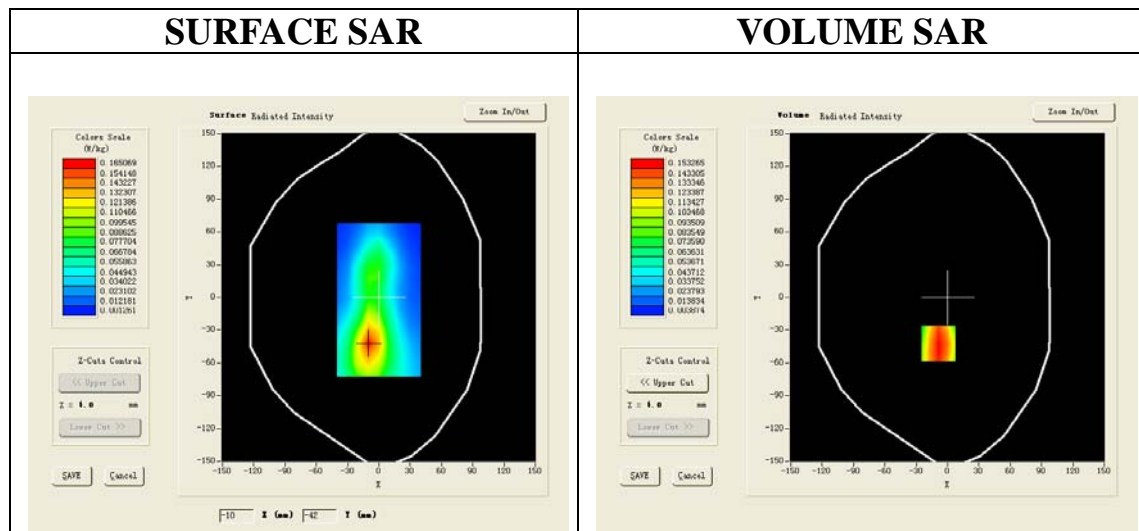 SURFACE SAR
VOLUME SAR
Surface Radiated Intensity
Zoom In/Out
Colors Scale
(W/kg)
0.165069
0.154148
0.143227
0.132307
0.121386
0.110466
0.099545
0.088625
0.077704
0.066784
0.055863
0.044943
0.034022
0.023102
0.012181
0.001261
150
120
90
60
30
0
-30
-60
-90
-120
-150
Y
-150 -120 -90 -60 -30 0 30 60 90 120 150
X
Z-Cuts Control
<< Upper Cut
Z = 4.0 mm
Lower Cut >>
SAVE Cancel
-10 X (mm) -42 Y (mm)
Volume Radiated Intensity
Zoom In/Out
Colors Scale
(W/kg)
0.153265
0.143305
0.133346
0.123387
0.113427
0.103468
0.093509
0.083549
0.073590
0.063631
0.053671
0.043712
0.033752
0.023793
0.013834
0.003874
150
120
90
60
30
0
-30
-60
-90
-120
-150
Y
-150 -120 -90 -60 -30 0 30 60 90 120 150
X
Z-Cuts Control
<< Upper Cut
Z = 4.0 mm
Lower Cut >>
SAVE Cancel